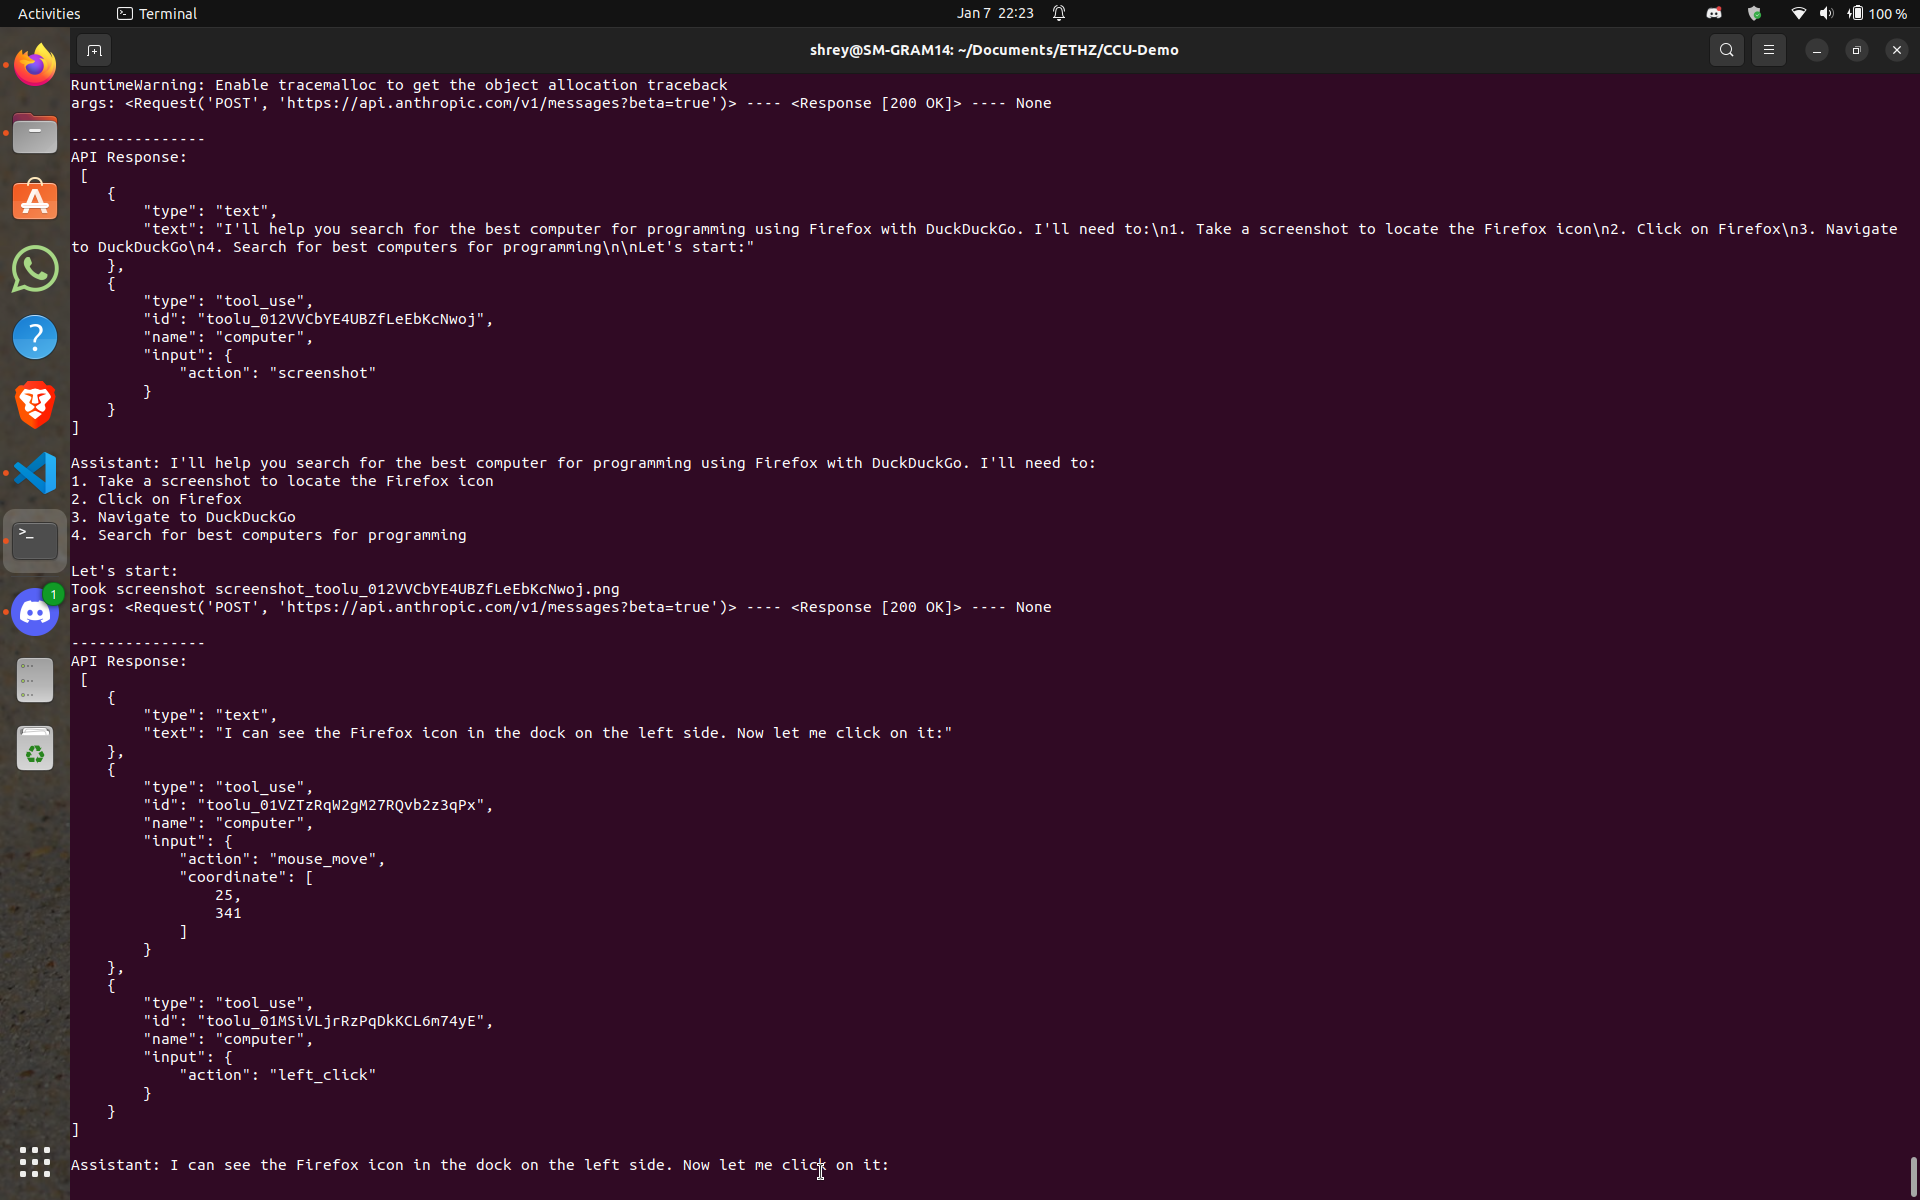 Activities Terminal Jan 7 22:23 100 %
shrey@SM-GRAM14: ~/Documents/ETHZ/CCU-Demo
RuntimeWarning: Enable tracemalloc to get the object allocation traceback
args: <Request('POST', 'https://api.anthropic.com/v1/messages?beta=true')> ---- <Response [200 OK]> ---- None
---------------
API Response:
[
{
"type": "text",
"text": "I'll help you search for the best computer for programming using Firefox with DuckDuckGo. I'll need to:\n1. Take a screenshot to locate the Firefox icon\n2. Click on Firefox\n3. Navigate
to DuckDuckGo\n4. Search for best computers for programming\n\nLet's start:"
},
{
"type": "tool_use",
"id": "toolu_012VVCbYE4UBZfLeEbKcNwoj",
"name": "computer",
"input": {
"action": "screenshot"
}
}
]
Assistant: I'll help you search for the best computer for programming using Firefox with DuckDuckGo. I'll need to:
1. Take a screenshot to locate the Firefox icon
2. Click on Firefox
3. Navigate to DuckDuckGo
4. Search for best computers for programming
Let's start:
Took screenshot screenshot_toolu_012VVCbYE4UBZfLeEbKcNwoj.png
args: <Request('POST', 'https://api.anthropic.com/v1/messages?beta=true')> ---- <Response [200 OK]> ---- None
---------------
API Response:
[
{
"type": "text",
"text": "I can see the Firefox icon in the dock on the left side. Now let me click on it:"
},
{
"type": "tool_use",
"id": "toolu_01VZTzRqW2gM27RQvb2z3qPx",
"name": "computer",
"input": {
"action": "mouse_move",
"coordinate": [
25,
341
]
}
},
{
"type": "tool_use",
"id": "toolu_01MSiVLjrRzPqDkKCL6m74yE",
"name": "computer",
"input": {
"action": "left_click"
}
}
]
Assistant: I can see the Firefox icon in the dock on the left side. Now let me click on it:
1